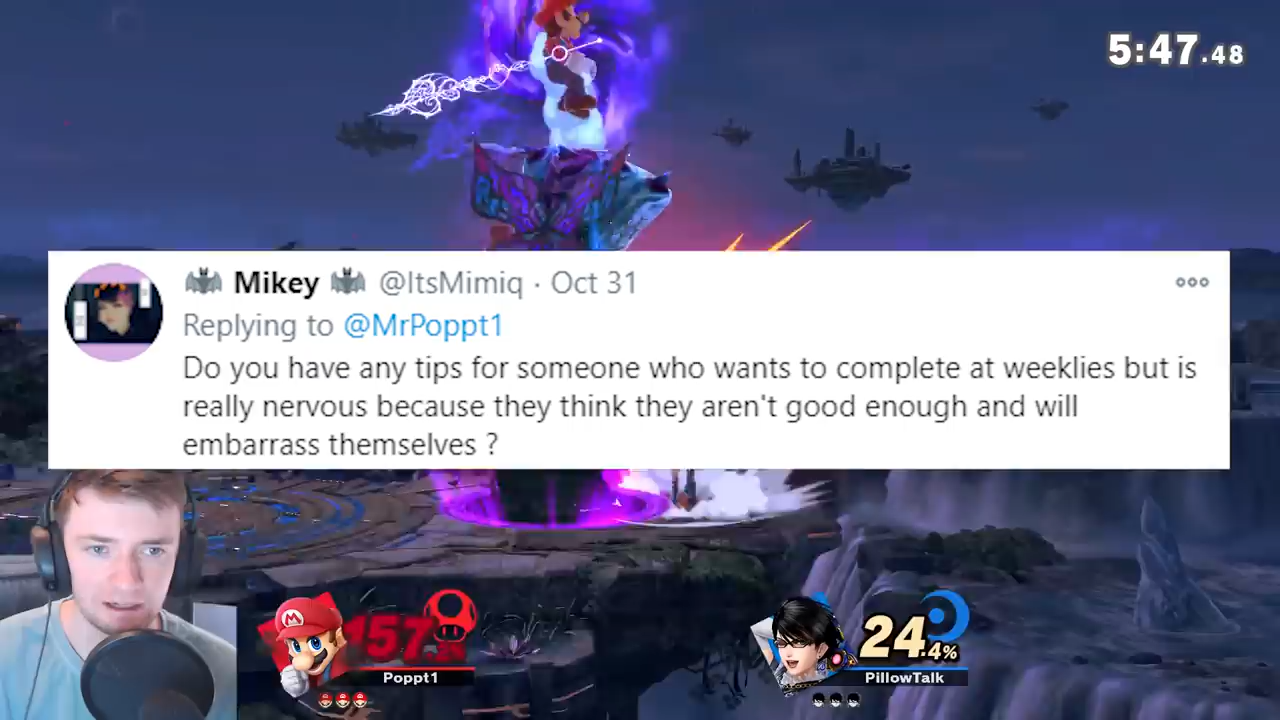 5:47.48
Mikey @ItsMimiq · Oct 31
Replying to @MrPoppt1
Do you have any tips for someone who wants to complete at weeklies but is
really nervous because they think they aren't good enough and will
embarrass themselves ?
24.4%
Poppt1
PillowTalk